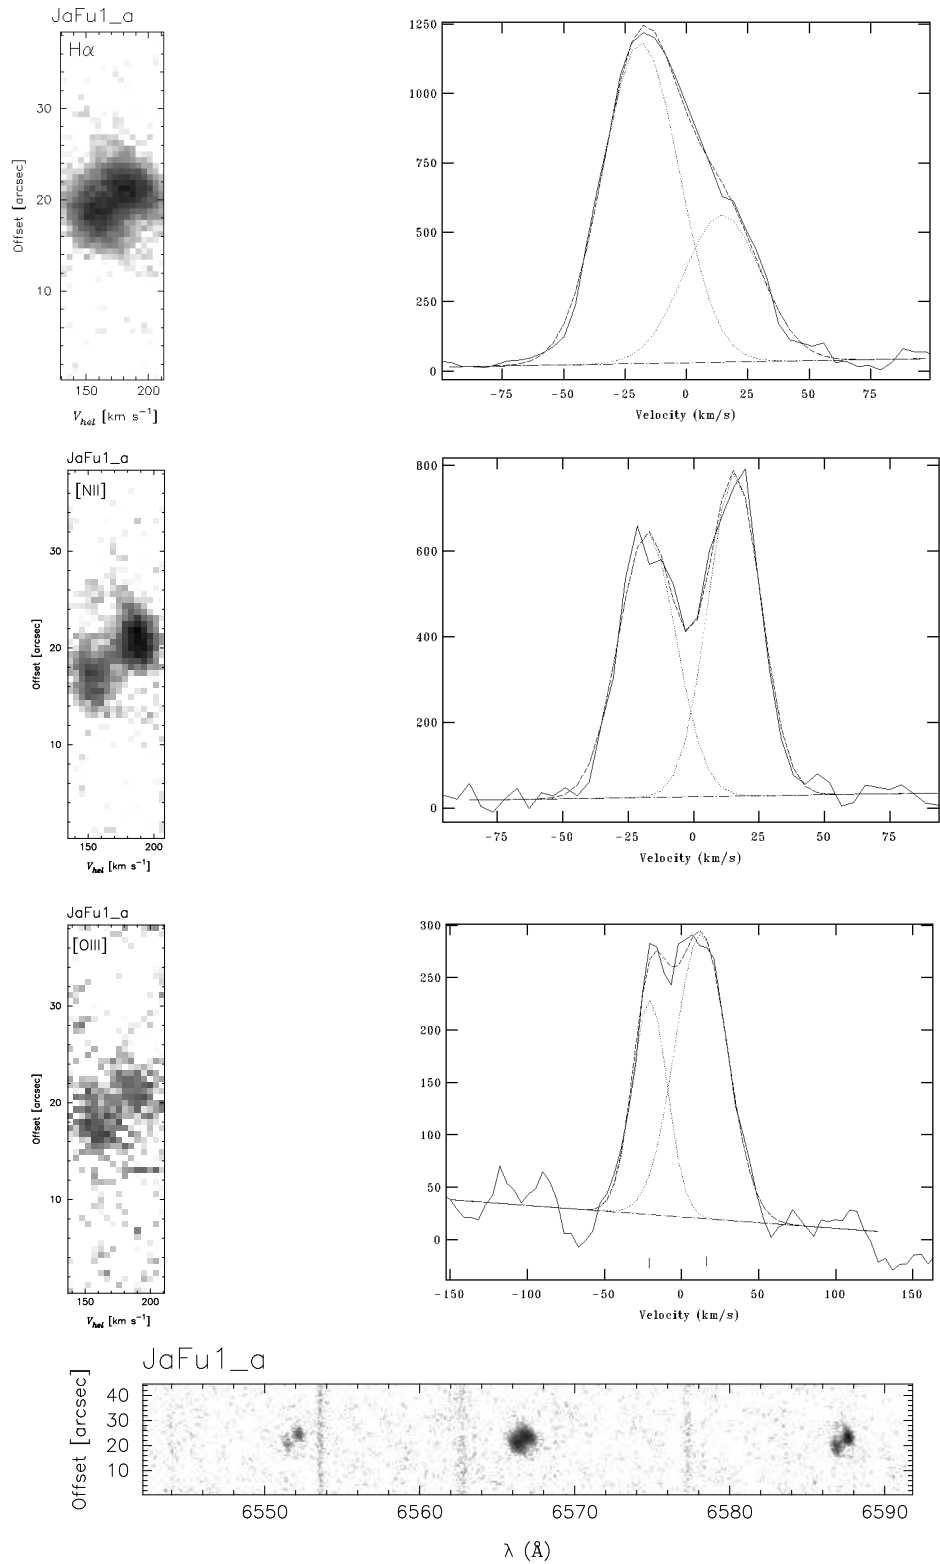 JaFu1_a
Hα
30
20
10
Offset [arcsec]
150 200
V_hel [km s⁻¹]
1250
1000
750
500
250
0
-75 -50 -25 0 25 50 75
Velocity (km/s)
JaFu1_a
[NII]
30
20
10
Offset [arcsec]
150 200
V_hel [km s⁻¹]
800
600
400
200
0
-75 -50 -25 0 25 50 75
Velocity (km/s)
JaFu1_a
[OIII]
30
20
10
Offset [arcsec]
150 200
V_hel [km s⁻¹]
300
250
200
150
100
50
0
-150 -100 -50 0 50 100 150
Velocity (km/s)
JaFu1_a
Offset [arcsec]
40
30
20
10
6550 6560 6570 6580 6590
λ (Å)